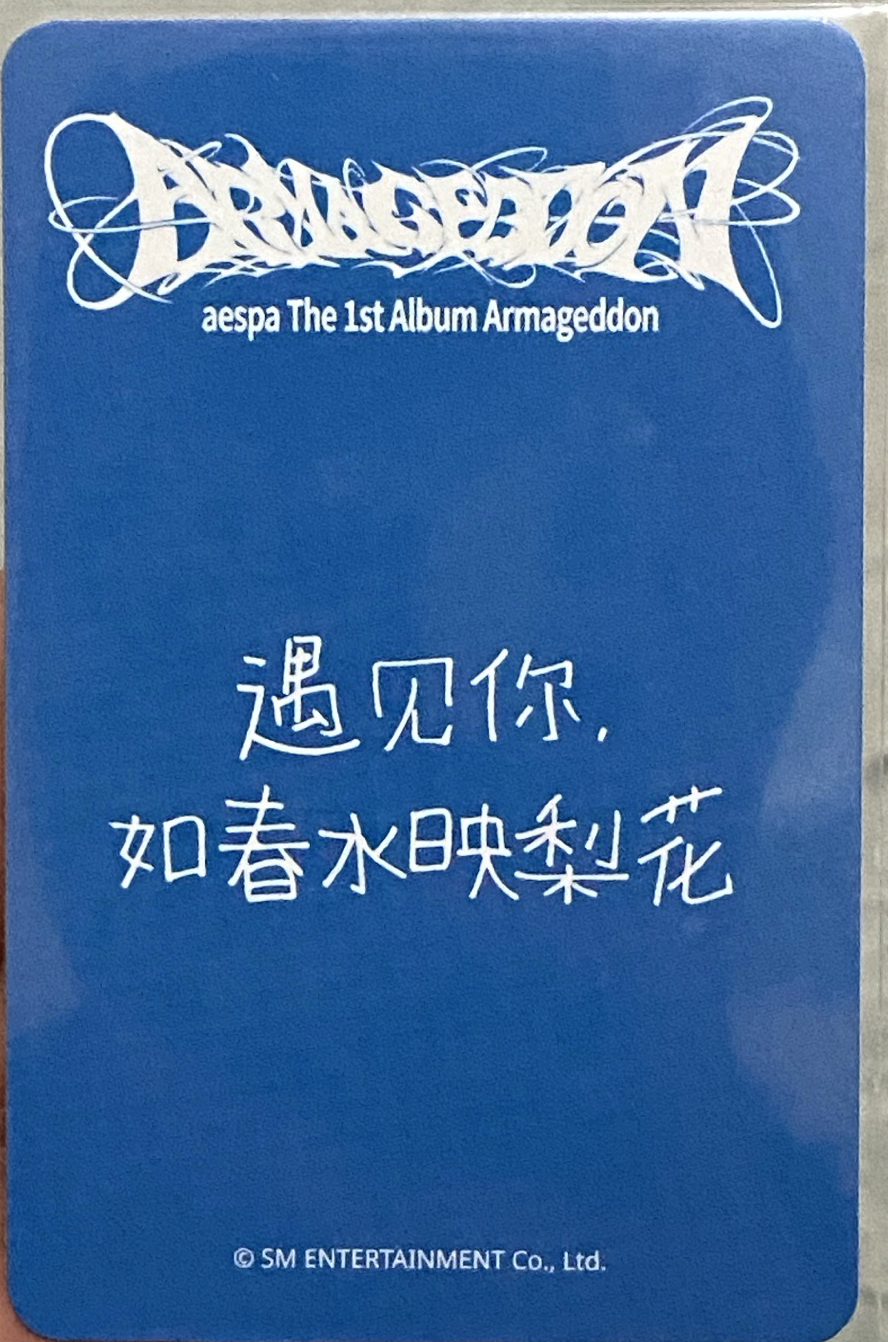 ARMAGEDDON
aespa The 1st Album Armageddon
遇见你.
如春水映梨花
© SM ENTERTAINMENT Co., Ltd.